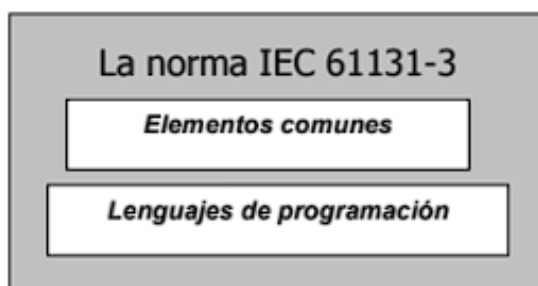 La norma IEC 61131-3
Elementos comunes
Lenguajes de programación